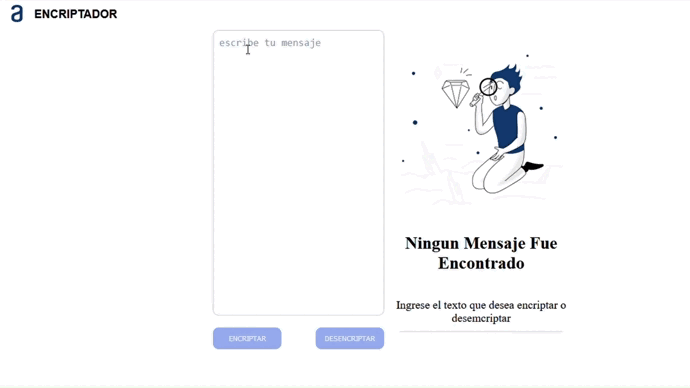 a ENCRIPTADOR
escribe tu mensaje
Ningun Mensaje Fue
Encontrado
Ingrese el texto que desea encriptar o
desemcriptar
ENCRIPTAR
DESENCRIPTAR